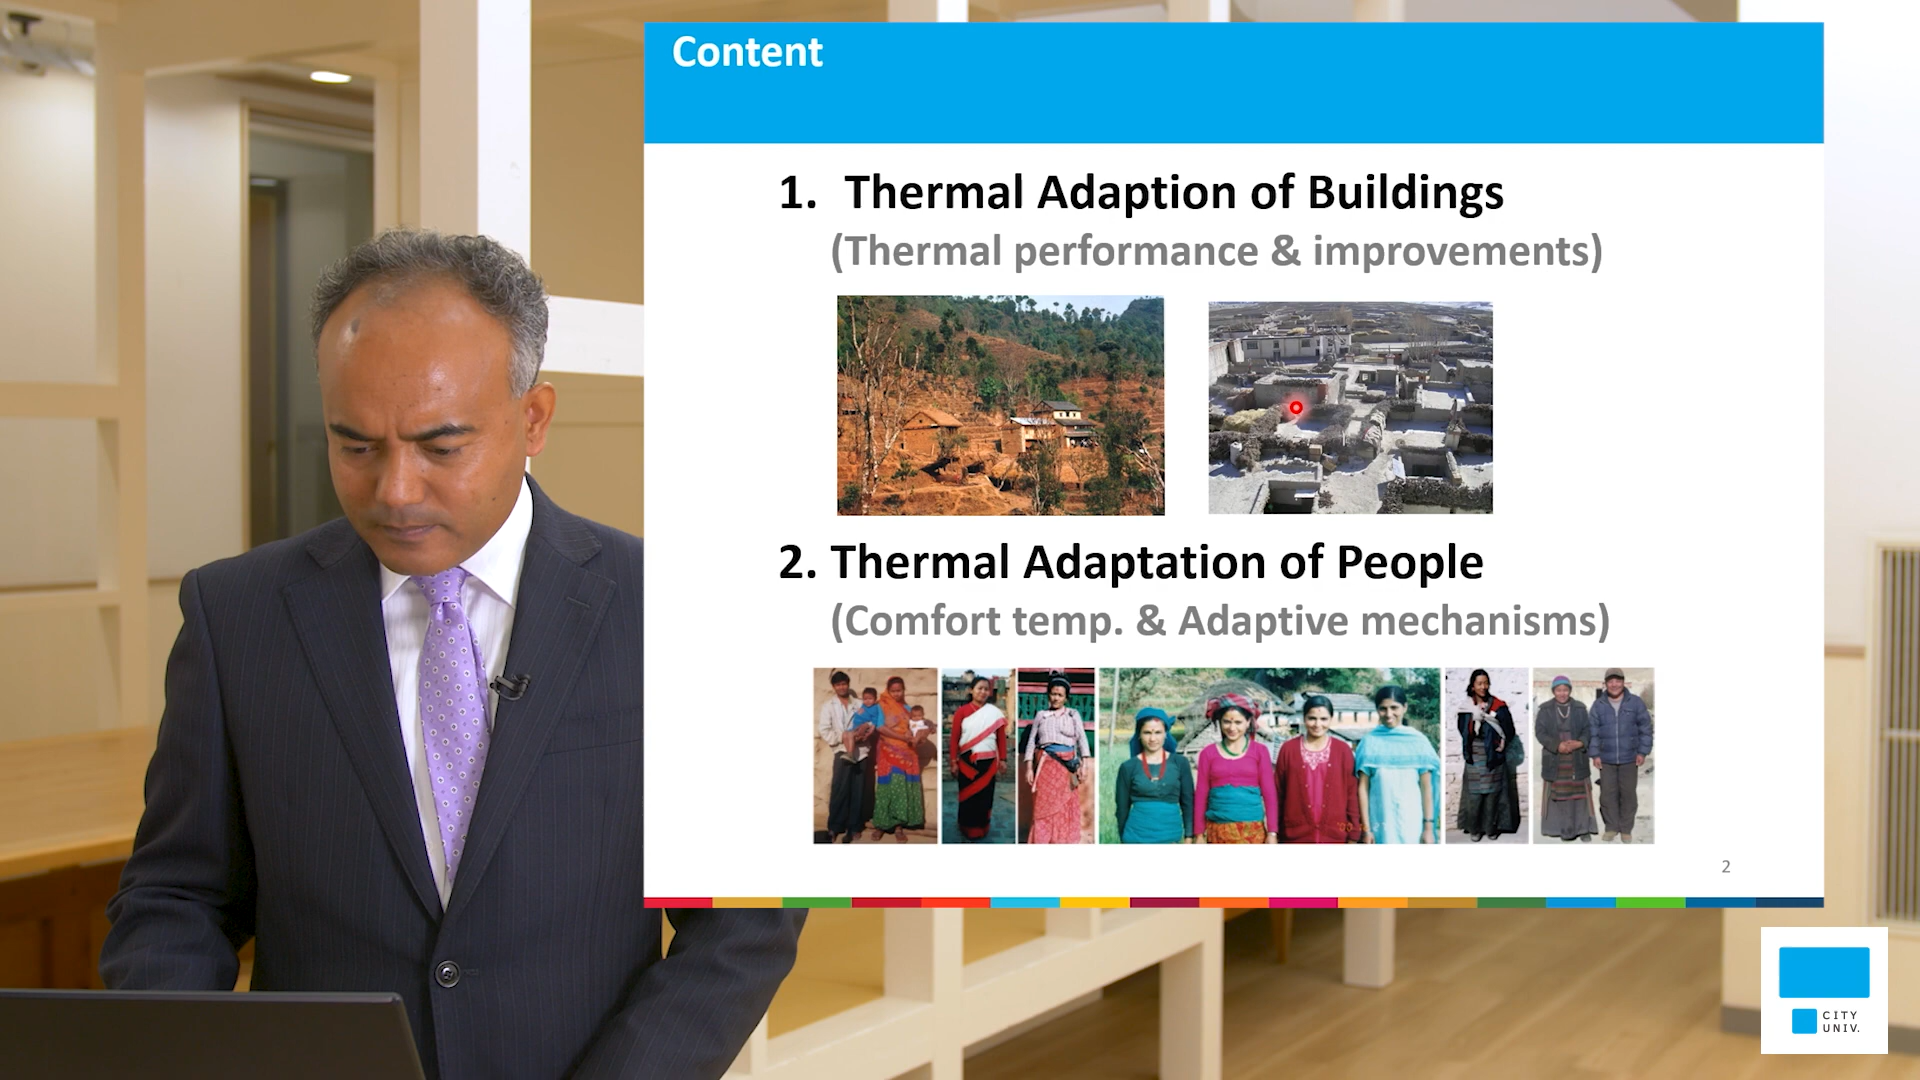 Content
1. Thermal Adaption of Buildings
(Thermal performance & improvements)
2. Thermal Adaptation of People
(Comfort temp. & Adaptive mechanisms)
2
CITY
UNIV.